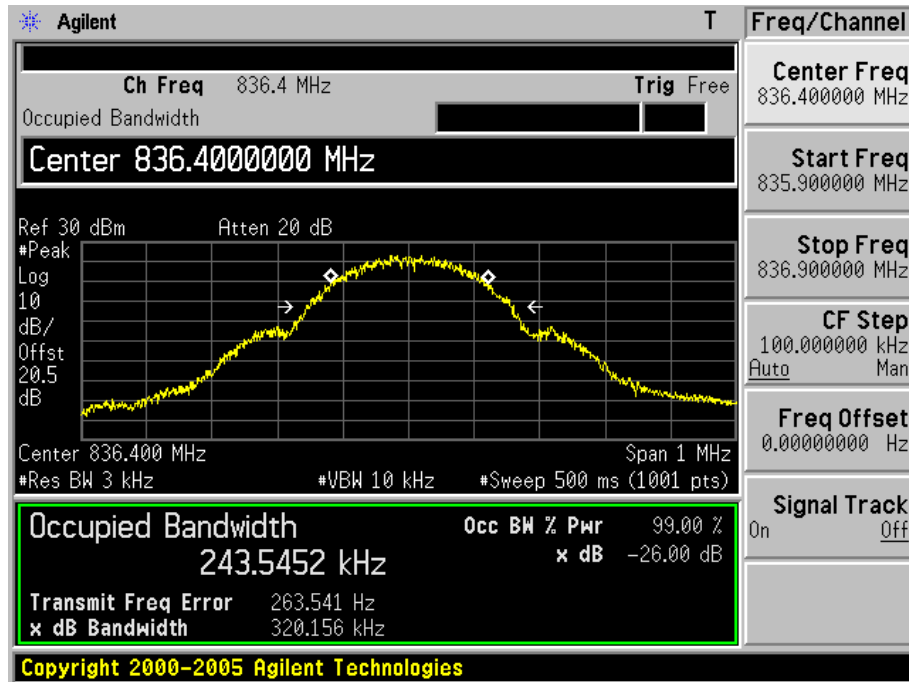 Agilent T Freq/Channel
Ch Freq 836.4 MHz Trig Free
Occupied Bandwidth
Center 836.4000000 MHz
Ref 30 dBm Atten 20 dB
#Peak
Log
10
dB/
Offst
20.5
dB
Center 836.400 MHz Span 1 MHz
#Res BW 3 kHz #VBW 10 kHz #Sweep 500 ms (1001 pts)
Occupied Bandwidth
243.5452 kHz
Occ BW % Pwr 99.00 %
x dB -26.00 dB
Transmit Freq Error 263.541 Hz
x dB Bandwidth 320.156 kHz
Center Freq
836.400000 MHz
Start Freq
835.900000 MHz
Stop Freq
836.900000 MHz
CF Step
100.000000 kHz
Auto Man
Freq Offset
0.00000000 Hz
Signal Track
On Off
Copyright 2000-2005 Agilent Technologies